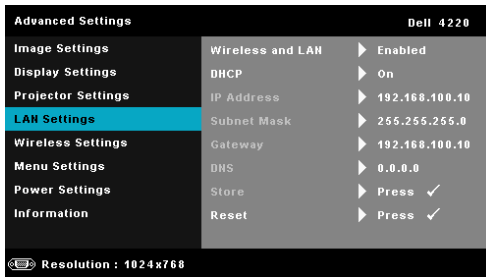 Advanced Settings Dell 4220
Image Settings Wireless and LAN Enabled
Display Settings DHCP On
Projector Settings IP Address 192.168.100.10
LAN Settings Subnet Mask 255.255.255.0
Wireless Settings Gateway 192.168.100.10
Menu Settings DNS 0.0.0.0
Power Settings Store Press ✓
Information Reset Press ✓
Resolution : 1024x768